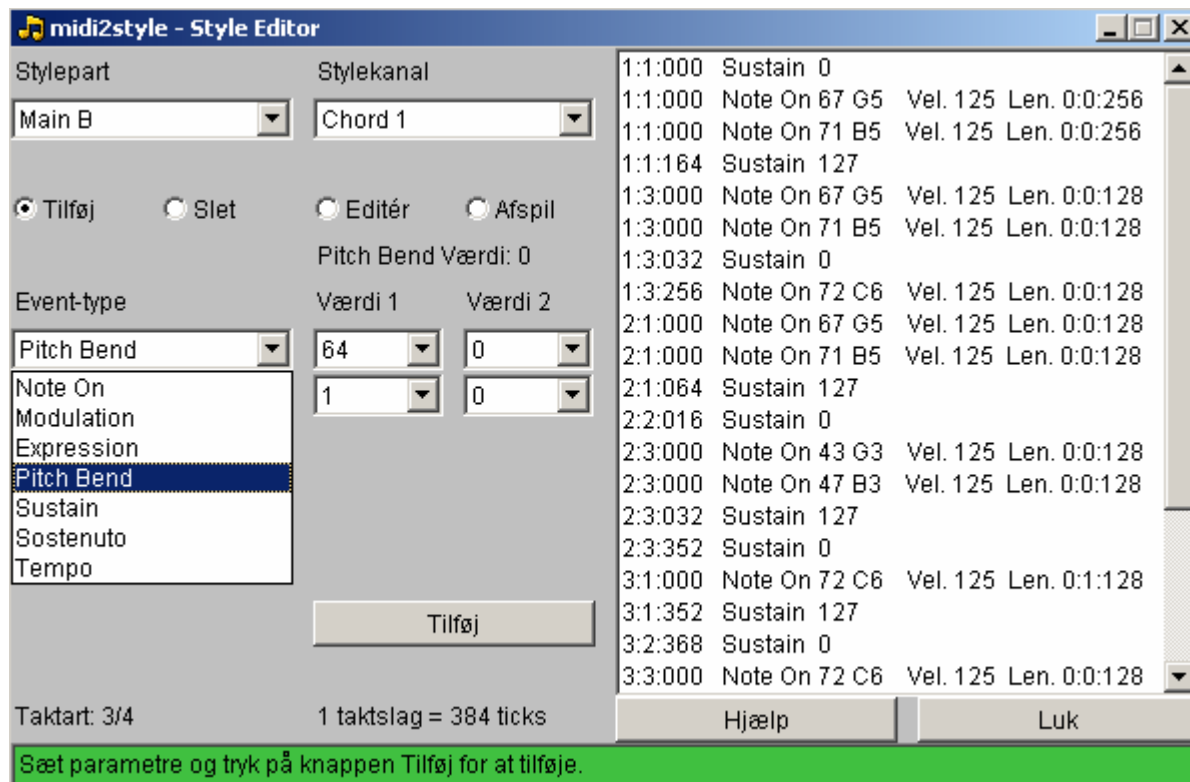 midi2style - Style Editor
Stylepart
Stylekanal
Main B
Chord 1
Tilføj
Slet
Editér
Afspil
Pitch Bend Værdi: 0
Event-type
Værdi 1
Værdi 2
Pitch Bend
64
0
1
0
Note On
Modulation
Expression
Pitch Bend
Sustain
Sostenuto
Tempo
Tilføj
Taktart: 3/4
1 taktslag = 384 ticks
1:1:000 Sustain 0
1:1:000 Note On 67 G5 Vel. 125 Len. 0:0:256
1:1:000 Note On 71 B5 Vel. 125 Len. 0:0:256
1:1:164 Sustain 127
1:3:000 Note On 67 G5 Vel. 125 Len. 0:0:128
1:3:000 Note On 71 B5 Vel. 125 Len. 0:0:128
1:3:032 Sustain 0
1:3:256 Note On 72 C6 Vel. 125 Len. 0:0:128
2:1:000 Note On 67 G5 Vel. 125 Len. 0:0:128
2:1:000 Note On 71 B5 Vel. 125 Len. 0:0:128
2:1:064 Sustain 127
2:2:016 Sustain 0
2:3:000 Note On 43 G3 Vel. 125 Len. 0:0:128
2:3:000 Note On 47 B3 Vel. 125 Len. 0:0:128
2:3:032 Sustain 127
2:3:352 Sustain 0
3:1:000 Note On 72 C6 Vel. 125 Len. 0:1:128
3:1:352 Sustain 127
3:2:368 Sustain 0
3:3:000 Note On 72 C6 Vel. 125 Len. 0:0:128
Hjælp
Luk
Sæt parametre og tryk på knappen Tilføj for at tilføje.